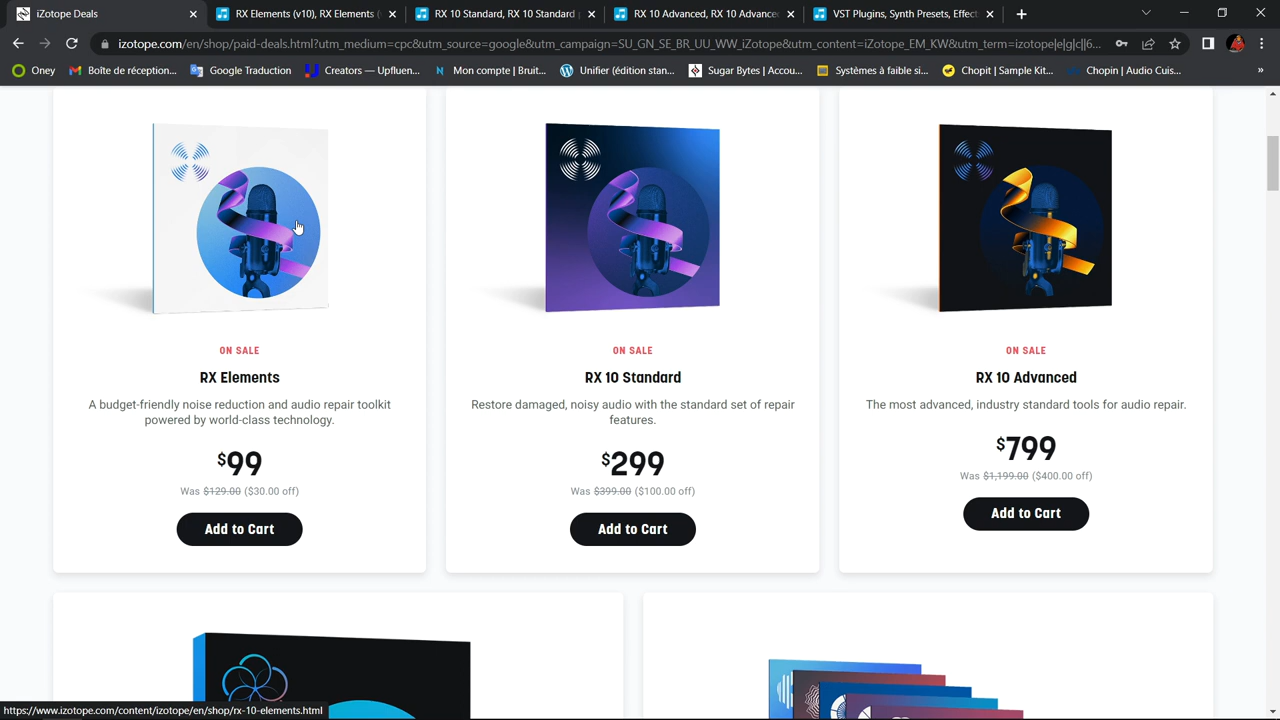 iZotope Deals
RX Elements (v10), RX Elements (
RX 10 Standard, RX 10 Standard
RX 10 Advanced, RX 10 Advance
VST Plugins, Synth Presets, Effect
izotope.com/en/shop/paid-deals.html?utm_medium=cpc&utm_source=google&utm_campaign=SU_GN_SE_BR_UU_WW_iZotope&utm_content=iZotope_EM_KW&utm_term=izotope|e|g|c||6...
Oney
Boîte de réception...
Google Traduction
Creators — Upfluen...
Mon compte | Bruit...
Unifier (édition stan...
Sugar Bytes | Accou...
Systèmes à faible si...
Chopit | Sample Kit...
Chopin | Audio Cuis...
»
ON SALE
RX Elements
A budget-friendly noise reduction and audio repair toolkit
powered by world-class technology.
$99
Was $129.00 ($30.00 off)
Add to Cart
ON SALE
RX 10 Standard
Restore damaged, noisy audio with the standard set of repair
features.
$299
Was $399.00 ($100.00 off)
Add to Cart
ON SALE
RX 10 Advanced
The most advanced, industry standard tools for audio repair.
$799
Was $1,199.00 ($400.00 off)
Add to Cart
https://www.izotope.com/content/izotope/en/shop/rx-10-elements.html